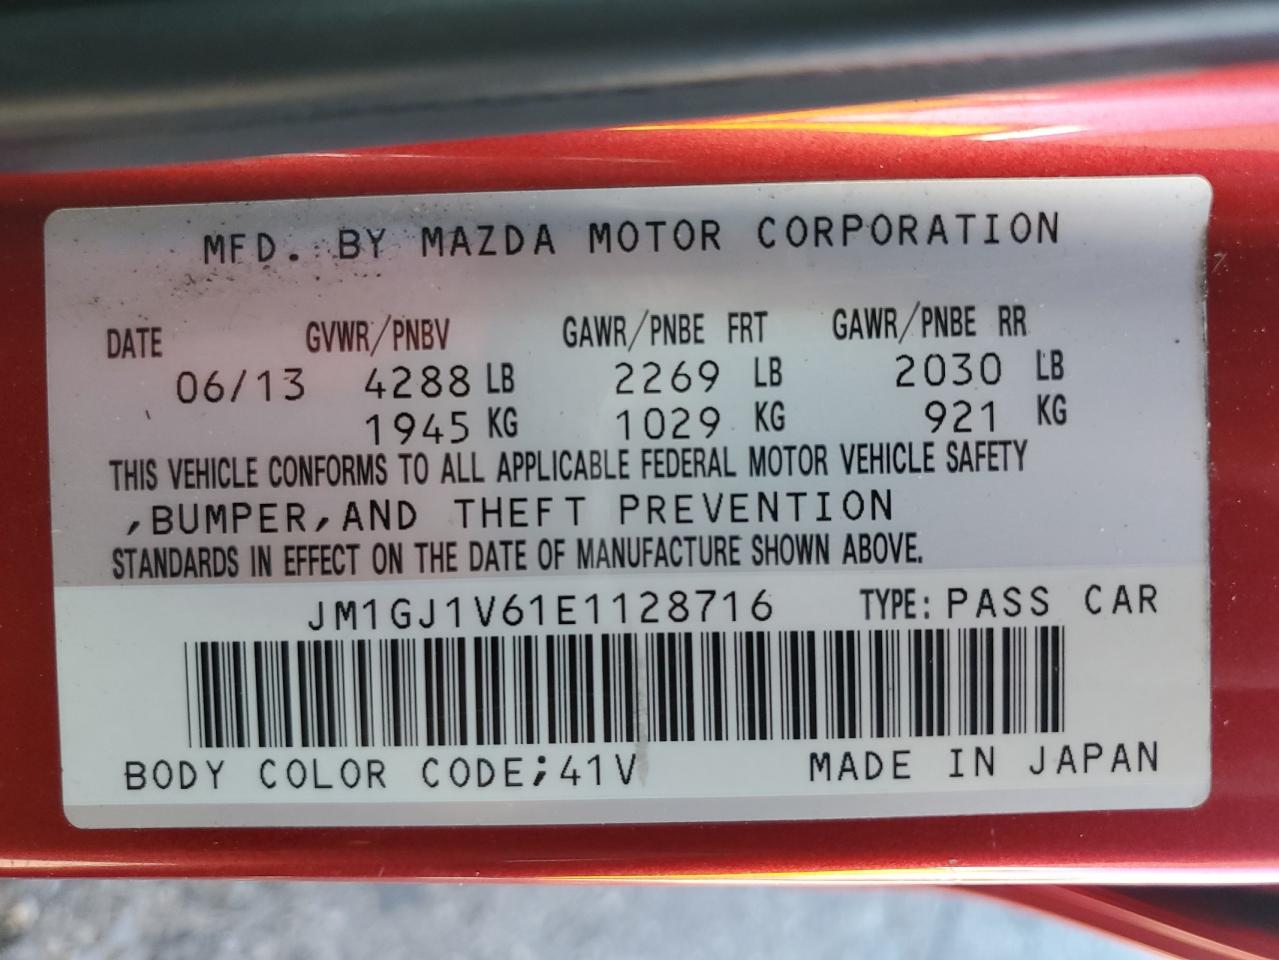 MFD. BY MAZDA MOTOR CORPORATION
DATE GVWR/PNBV GAWR/PNBE FRT GAWR/PNBE RR
06/13 4288 LB 2269 LB 2030 LB
1945 KG 1029 KG 921 KG
THIS VEHICLE CONFORMS TO ALL APPLICABLE FEDERAL MOTOR VEHICLE SAFETY
,BUMPER,AND THEFT PREVENTION
STANDARDS IN EFFECT ON THE DATE OF MANUFACTURE SHOWN ABOVE.
JM1GJ1V61E1128716 TYPE: PASS CAR
BODY COLOR CODE;41V MADE IN JAPAN